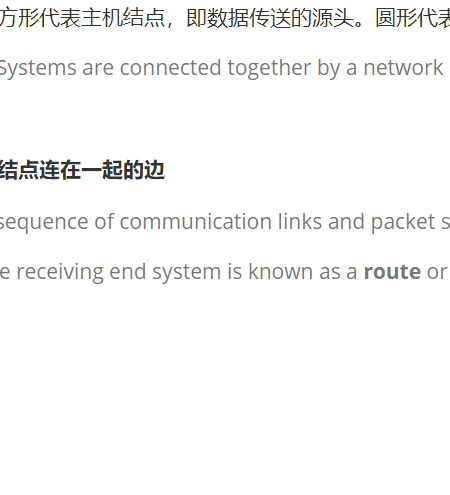 方形代表主机结点，即数据传送的源头。圆形代表
Systems are connected together by a network
结点连在一起的边
sequence of communication links and packet s
e receiving end system is known as a route or